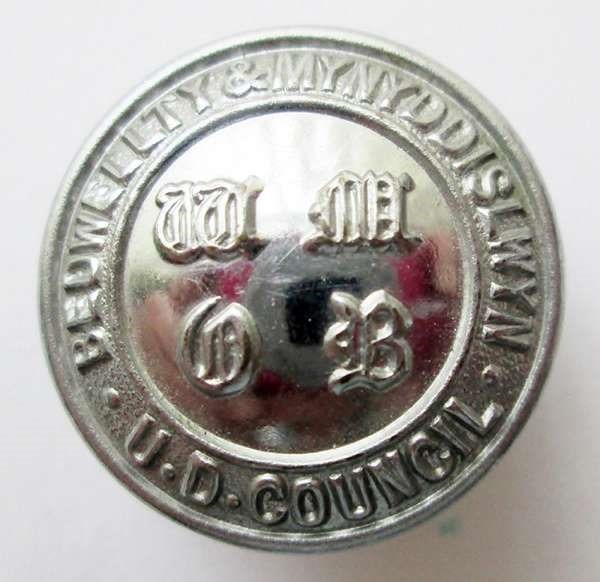 BEDWELLTY & MYNYDDISLWYN
· U.D. COUNCIL ·
W M
O B